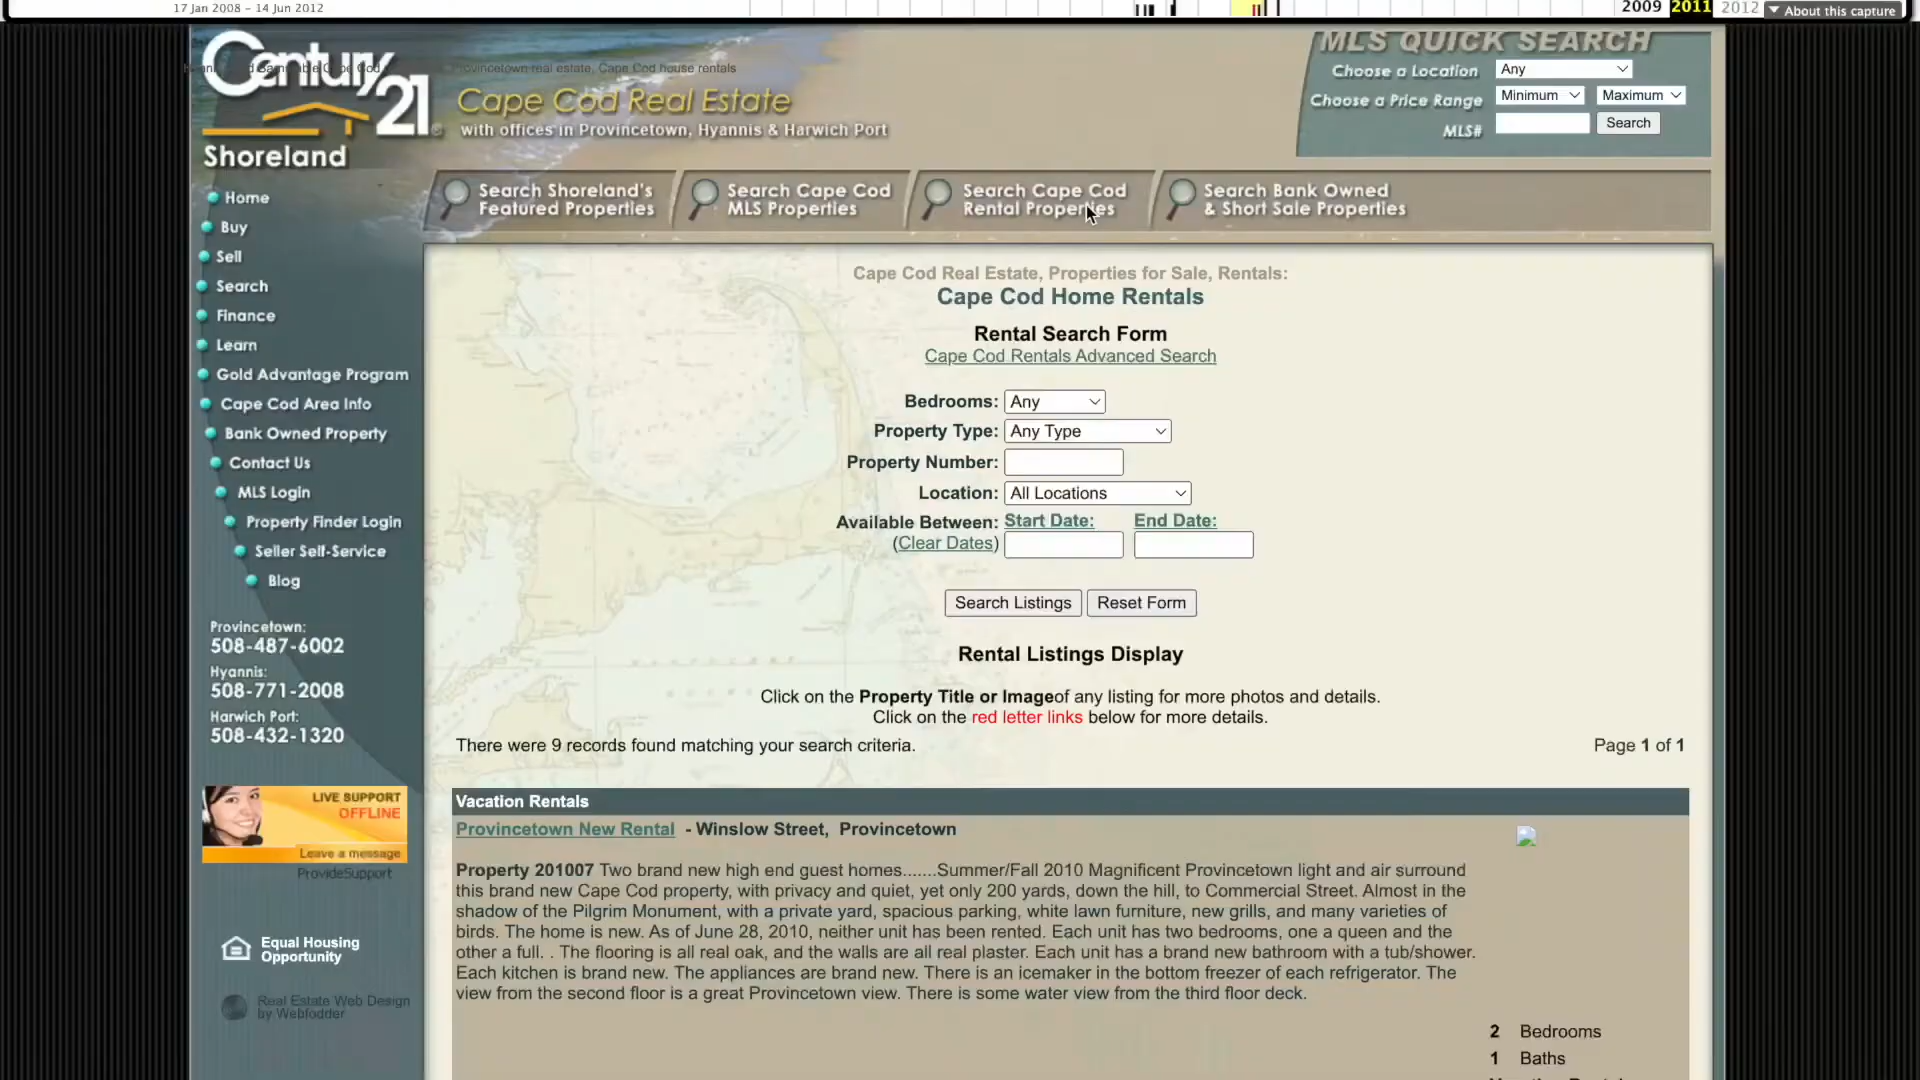 17 Jan 2008 – 14 Jun 2012
2009 2011 2012 ▼ About this capture
Century 21
Shoreland
Provincetown real estate, Cape Cod house rentals
Cape Cod Real Estate
with offices in Provincetown, Hyannis & Harwich Port
MLS QUICK SEARCH
Choose a Location Any
Choose a Price Range Minimum Maximum
MLS# Search
Search Shoreland's
Featured Properties
Search Cape Cod
MLS Properties
Search Cape Cod
Rental Properties
Search Bank Owned
& Short Sale Properties
Home
Buy
Sell
Search
Finance
Learn
Gold Advantage Program
Cape Cod Area Info
Bank Owned Property
Contact Us
MLS Login
Property Finder Login
Seller Self-Service
Blog
Provincetown:
508-487-6002
Hyannis:
508-771-2008
Harwich Port:
508-432-1320
LIVE SUPPORT
OFFLINE
Leave a message
ProvideSupport
Equal Housing
Opportunity
Real Estate Web Design
by Webfodder
Cape Cod Real Estate, Properties for Sale, Rentals:
Cape Cod Home Rentals
Rental Search Form
Cape Cod Rentals Advanced Search
Bedrooms: Any
Property Type: Any Type
Property Number:
Location: All Locations
Available Between: Start Date: End Date:
(Clear Dates)
Search Listings Reset Form
Rental Listings Display
Click on the Property Title or Imageof any listing for more photos and details.
Click on the red letter links below for more details.
There were 9 records found matching your search criteria. Page 1 of 1
Vacation Rentals
Provincetown New Rental - Winslow Street, Provincetown
Property 201007 Two brand new high end guest homes.......Summer/Fall 2010 Magnificent Provincetown light and air surround
this brand new Cape Cod property, with privacy and quiet, yet only 200 yards, down the hill, to Commercial Street. Almost in the
shadow of the Pilgrim Monument, with a private yard, spacious parking, white lawn furniture, new grills, and many varieties of
birds. The home is new. As of June 28, 2010, neither unit has been rented. Each unit has two bedrooms, one a queen and the
other a full. . The flooring is all real oak, and the walls are all real plaster. Each unit has a brand new bathroom with a tub/shower.
Each kitchen is brand new. The appliances are brand new. There is an icemaker in the bottom freezer of each refrigerator. The
view from the second floor is a great Provincetown view. There is some water view from the third floor deck.
2 Bedrooms
1 Baths